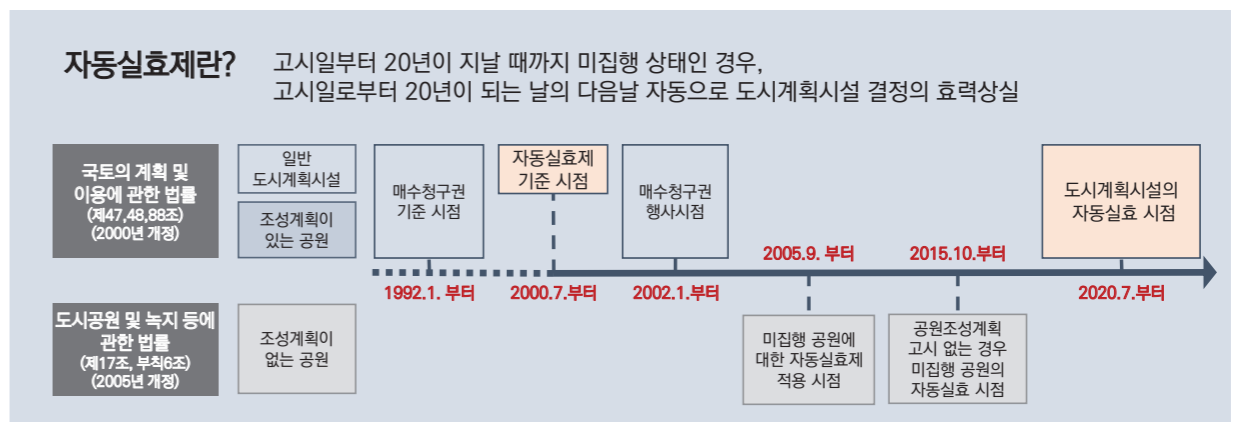 자동실효제란?
고시일부터 20년이 지날 때까지 미집행 상태인 경우,
고시일로부터 20년이 되는 날의 다음날 자동으로 도시계획시설 결정의 효력상실
국토의 계획 및
이용에 관한 법률
(제47,48,88조)
(2000년 개정)
일반
도시계획시설
조성계획이
있는 공원
매수청구권
기준 시점
자동실효제
기준 시점
매수청구권
행사시점
도시계획시설의
자동실효 시점
2005.9. 부터
2015.10.부터
1992.1. 부터
2000.7.부터
2002.1.부터
2020.7.부터
도시공원 및 녹지 등에
관한 법률
(제17조, 부칙6조)
(2005년 개정)
조성계획이
없는 공원
미집행 공원에
대한 자동실효제
적용 시점
공원조성계획
고시 없는 경우
미집행 공원의
자동실효 시점